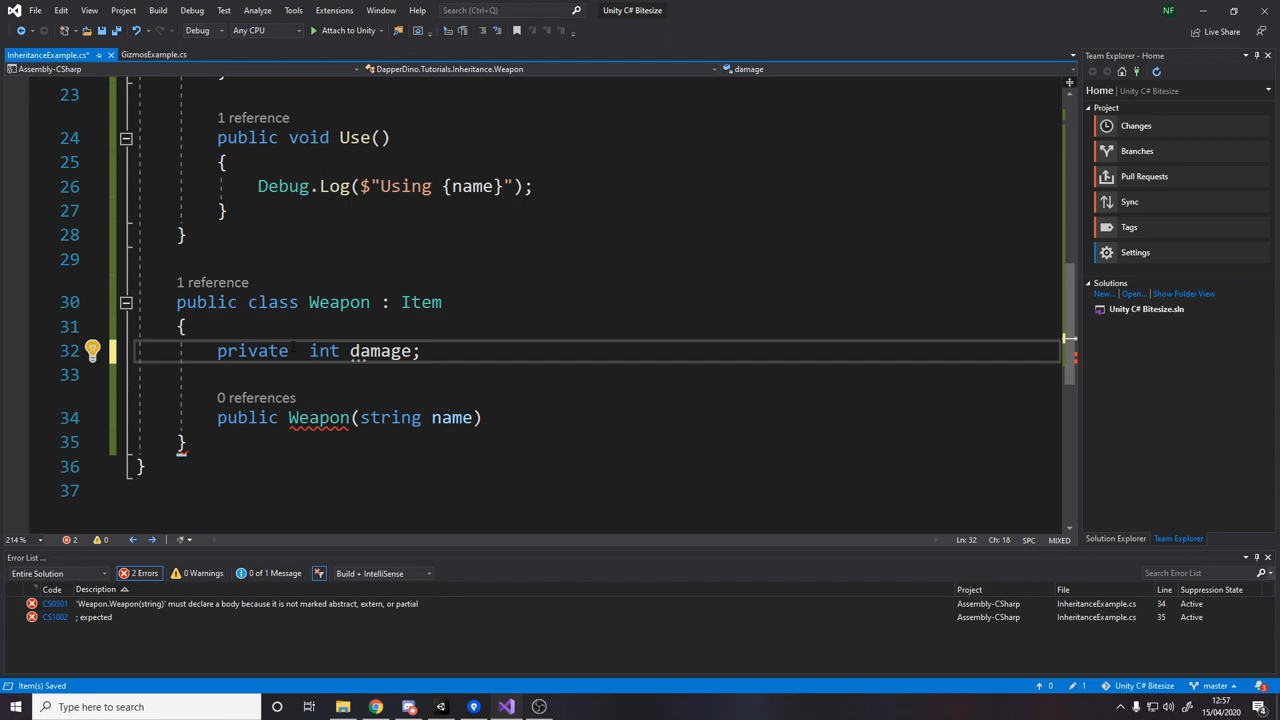 File Edit View Project Build Debug Test Analyze Tools Extensions Window Help Search (Ctrl+Q) Unity C# Bitesize NF
Debug Any CPU Attach to Unity Live Share
InheritanceExample.cs* GizmosExample.cs
Assembly-CSharp DapperDino.Tutorials.Inheritance.Weapon damage
23 }
1 reference
24 public void Use()
25 {
26 Debug.Log($"Using {name}");
27 }
28 }
29
1 reference
30 public class Weapon : Item
31 {
32 private  int damage;
33
0 references
34 public Weapon(string name)
35 }
36 }
37
214 % 2 0 Ln: 32 Ch: 18 SPC MIXED
Team Explorer - Home
Home Unity C# Bitesize
Project
Changes
Branches
Pull Requests
Sync
Tags
Settings
Solutions
New... Open... Show Folder View
Unity C# Bitesize.sln
Solution Explorer Team Explorer
Error List ...
Entire Solution 2 Errors 0 Warnings 0 of 1 Message Build + IntelliSense Search Error List
Code Description Project File Line Suppression State
CS0501 'Weapon.Weapon(string)' must declare a body because it is not marked abstract, extern, or partial Assembly-CSharp InheritanceExample.cs 34 Active
CS1002 ; expected Assembly-CSharp InheritanceExample.cs 35 Active
Item(s) Saved 0 1 Unity C# Bitesize master 3
Type here to search 12:57
15/04/2020